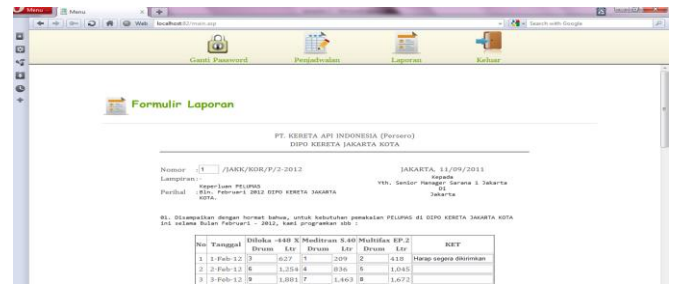 Menu
Menu
Web localhost:82/main.asp
Search with Google
Ganti Password Penjadwalan Laporan Keluar
Formulir Laporan
PT. KERETA API INDONESIA (Persero)
DIPO KERETA JAKARTA KOTA
Nomor : 1 /JAKK/KOR/P/2-2012 JAKARTA, 11/09/2011
Lampiran : - Kepada
Yth. Senior Manager Sarana 1 Jakarta
DI
Jakarta
Perihal : Keperluan PELUMAS
Bln. Februari 2012 DIPO KERETA JAKARTA
KOTA.
01. Disampaikan dengan hormat bahwa, untuk kebutuhan pemakaian PELUMAS di DIPO KERETA JAKARTA KOTA
ini selama Bulan Februari - 2012, kami programkan sbb :
No Tanggal Diloka -448 X Meditran S.40 Multifax EP.2 KET
Drum Ltr Drum Ltr Drum Ltr
1 1-Feb-12 3 627 1 209 2 418 Harap segera dikirimkan
2 2-Feb-12 6 1,254 4 836 5 1,045
3 3-Feb-12 9 1,881 7 1,463 8 1,672